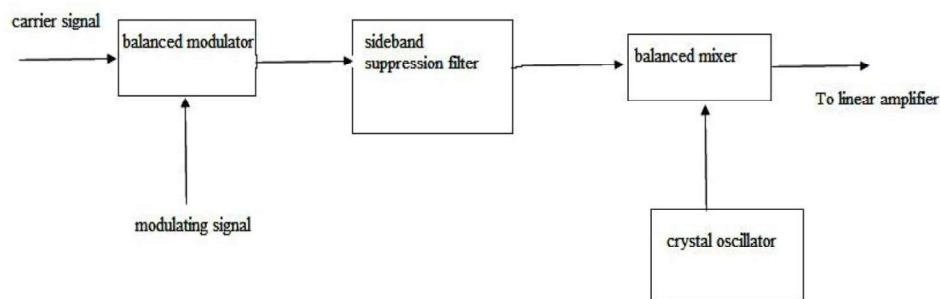 carrier signal
balanced modulator
sideband
suppression filter
balanced mixer
To linear amplifier
modulating signal
crystal oscillator